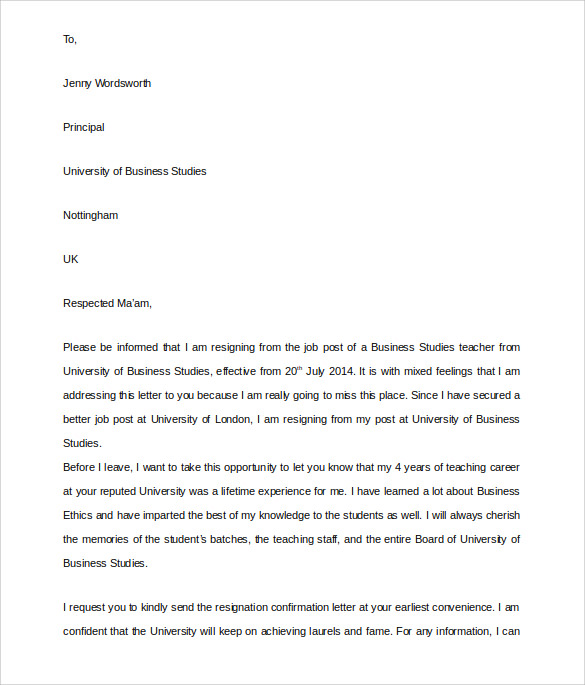 To,
Jenny Wordsworth
Principal
University of Business Studies
Nottingham
UK
Respected Ma'am,
Please be informed that I am resigning from the job post of a Business Studies teacher from
University of Business Studies, effective from 20th July 2014. It is with mixed feelings that I am
addressing this letter to you because I am really going to miss this place. Since I have secured a
better job post at University of London, I am resigning from my post at University of Business
Studies.
Before I leave, I want to take this opportunity to let you know that my 4 years of teaching career
at your reputed University was a lifetime experience for me. I have learned a lot about Business
Ethics and have imparted the best of my knowledge to the students as well. I will always cherish
the memories of the student's batches, the teaching staff, and the entire Board of University of
Business Studies.
I request you to kindly send the resignation confirmation letter at your earliest convenience. I am
confident that the University will keep on achieving laurels and fame. For any information, I can